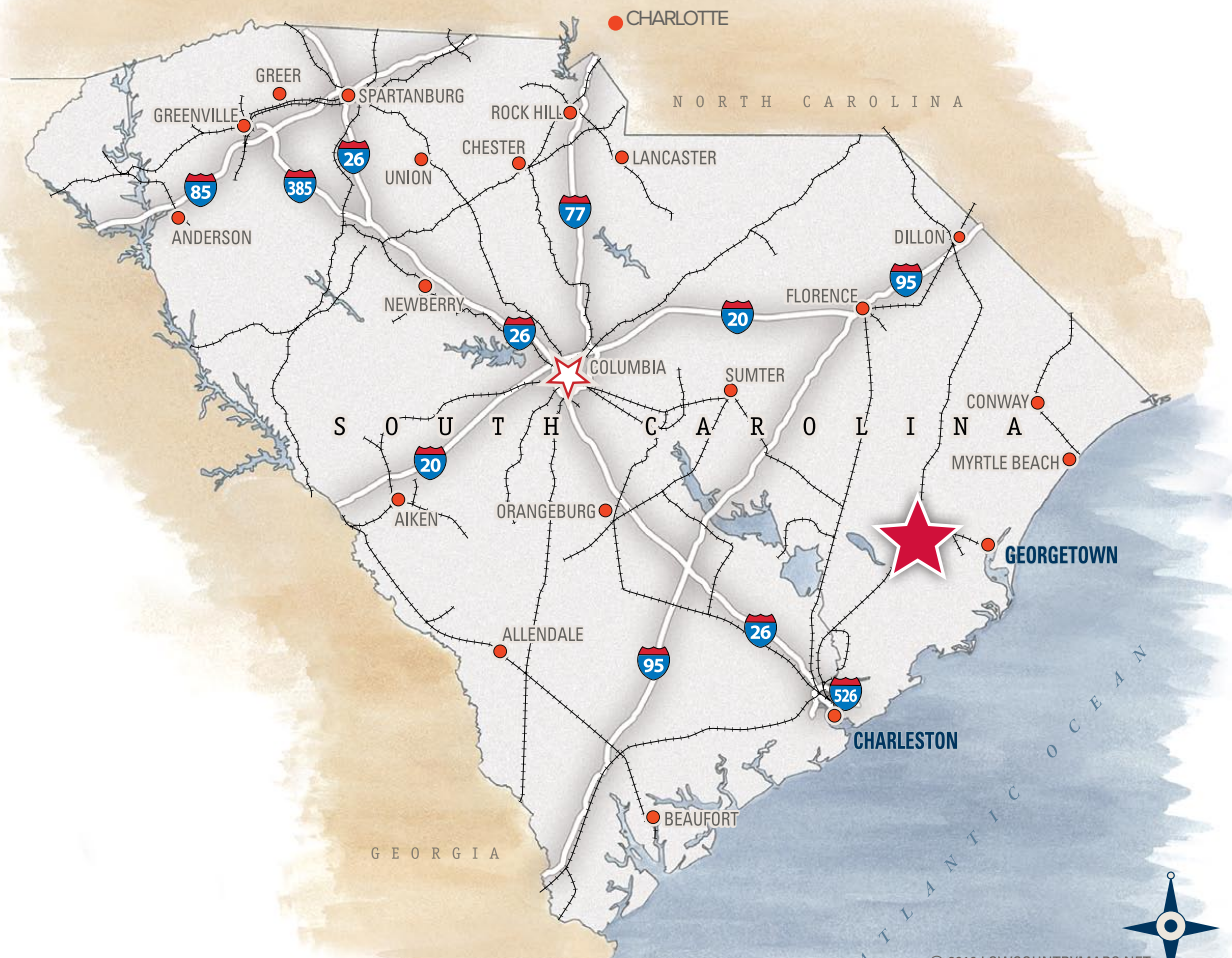 CHARLOTTE
GREER
SPARTANBURG
GREENVILLE
ROCK HILL
NORTH CAROLINA
CHESTER
LANCASTER
26
UNION
85
385
77
ANDERSON
DILLON
95
NEWBERRY
FLORENCE
20
26
COLUMBIA
SUMTER
CONWAY
SOUTH CAROLINA
MYRTLE BEACH
20
AIKEN
ORANGEBURG
GEORGETOWN
ALLENDALE
26
95
526
CHARLESTON
BEAUFORT
GEORGIA
ATLANTIC OCEAN